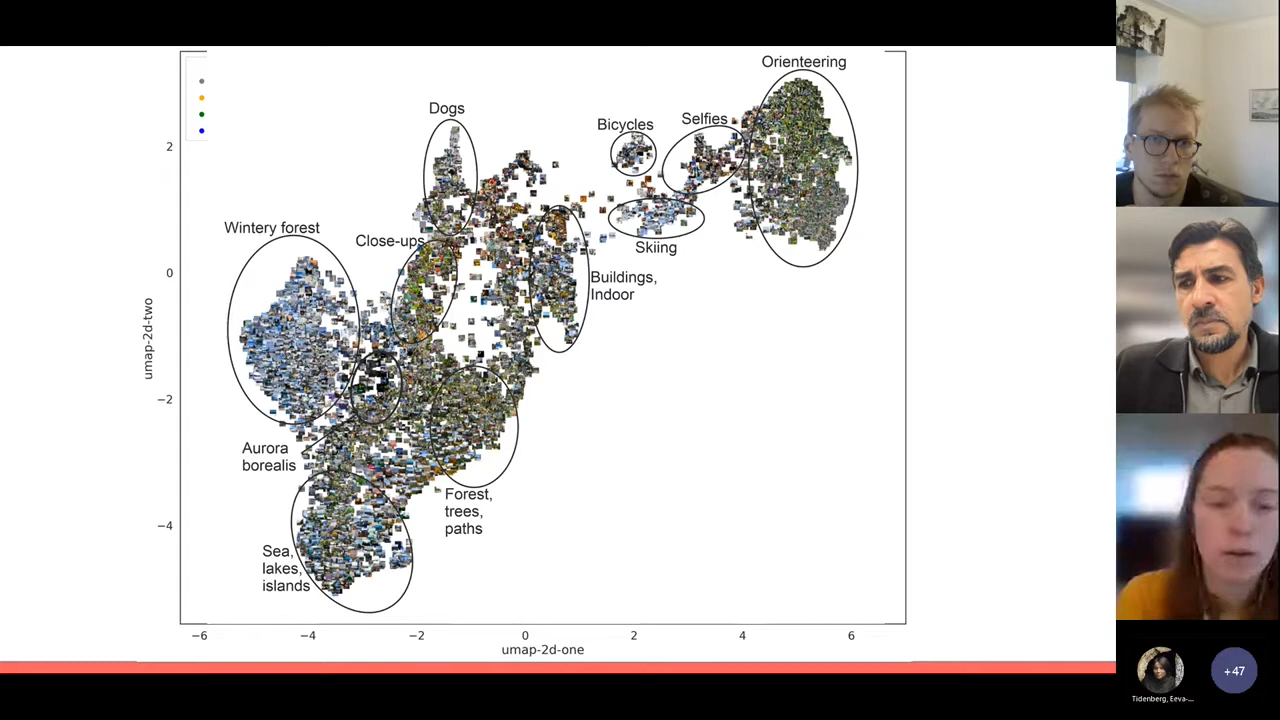 Orienteering
Dogs
Bicycles
Selfies
2
Wintery forest
Close-ups
Skiing
0
Buildings,
Indoor
umap-2d-two
−2
Aurora
borealis
Forest,
trees,
paths
−4
Sea,
lakes,
islands
−6
−4
−2
0
2
4
6
umap-2d-one
+47
Tidenberg, Eeva-...